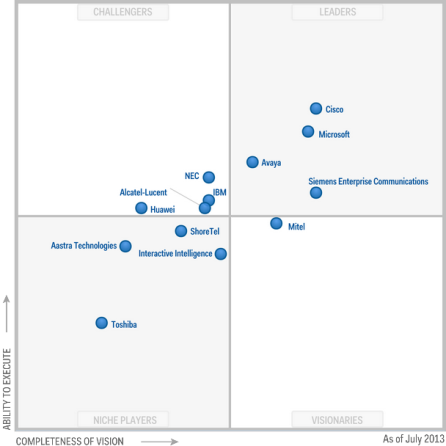 CHALLENGERS
LEADERS
Cisco
Microsoft
Avaya
NEC
Siemens Enterprise Communications
Alcatel-Lucent
IBM
Huawei
Mitel
ShoreTel
Aastra Technologies
Interactive Intelligence
Toshiba
ABILITY TO EXECUTE
NICHE PLAYERS
VISIONARIES
COMPLETENESS OF VISION
As of July 2013